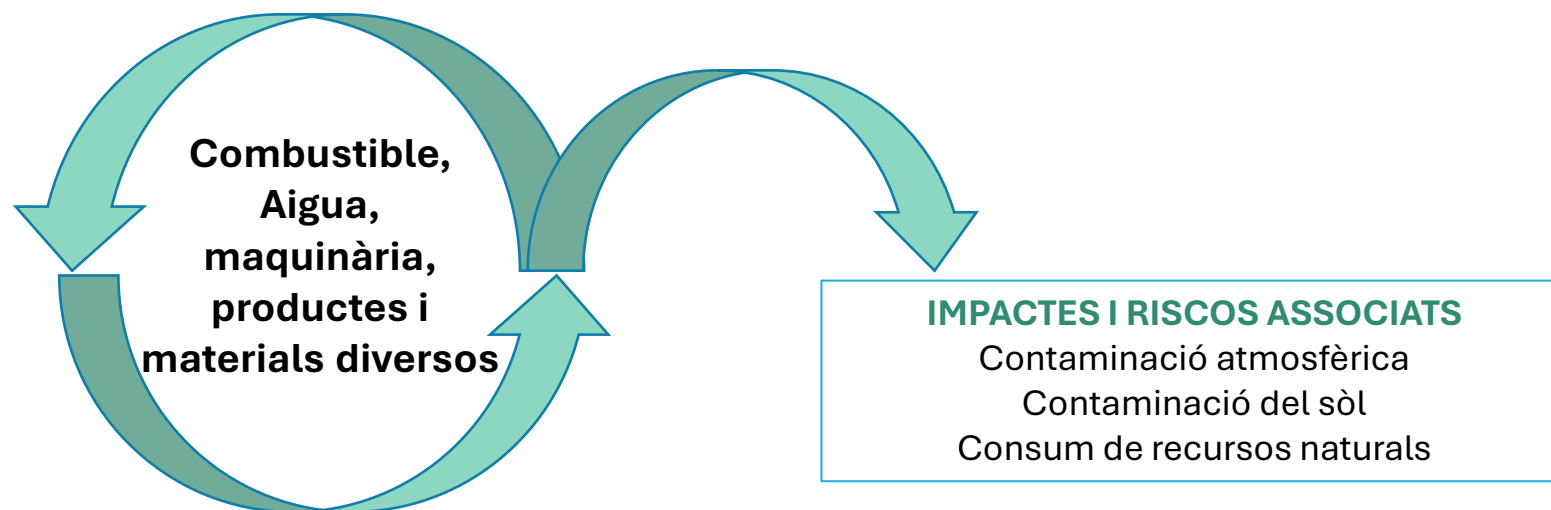 Combustible,
Aigua,
maquinària,
productes i
materials diversos
IMPACTES I RISCOS ASSOCIATS
Contaminació atmosfèrica
Contaminació del sòl
Consum de recursos naturals